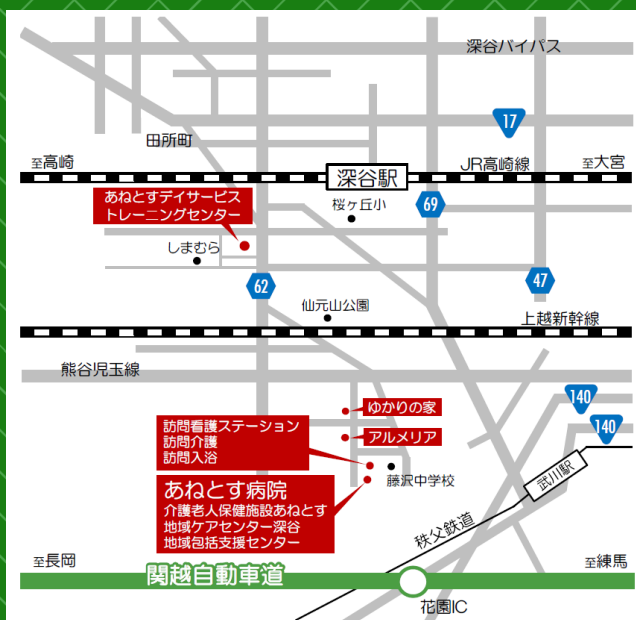 深谷バイパス
17
田所町
至高崎
深谷駅
JR高崎線
至大宮
あねとすデイサービス
トレーニングセンター
桜ヶ丘小
69
しまむら
62
47
仙元山公園
上越新幹線
熊谷児玉線
140
140
ゆかりの家
アルメリア
訪問看護ステーション
訪問介護
訪問入浴
藤沢中学校
武川駅
あねとす病院
介護老人保健施設あねとす
地域ケアセンター深谷
地域包括支援センター
秩父鉄道
至長岡
関越自動車道
至練馬
花園IC